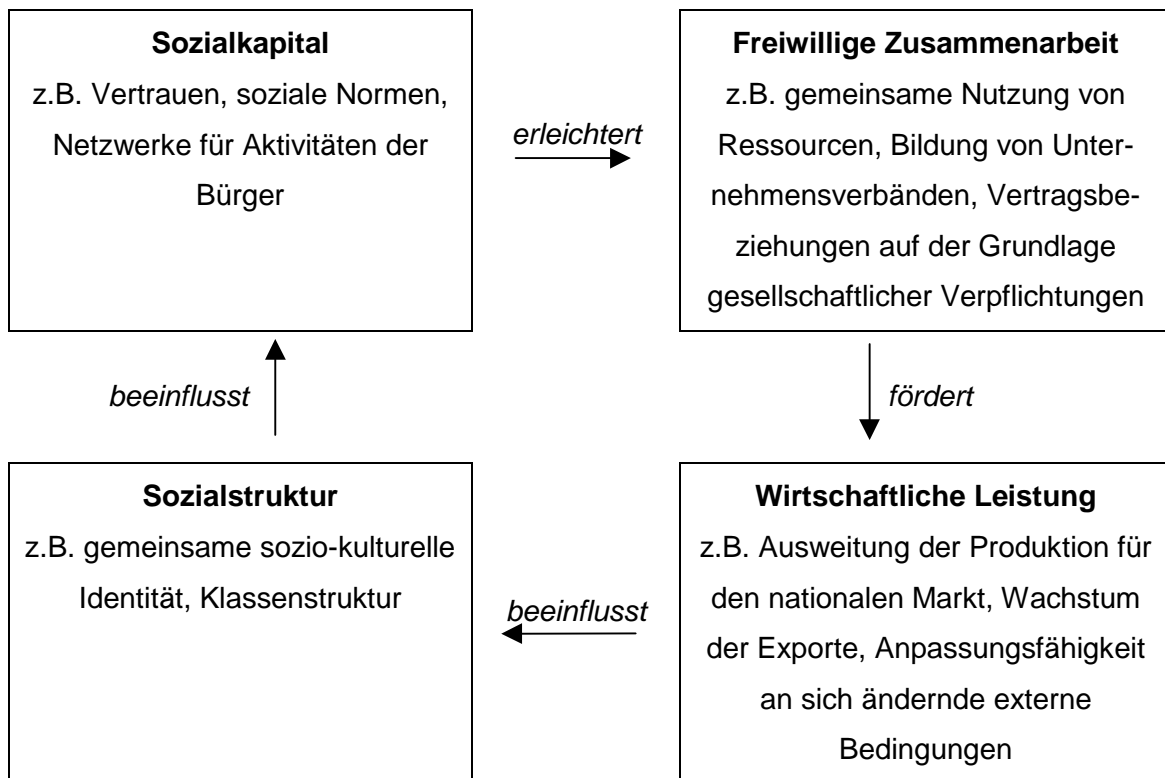 Sozialkapital
z.B. Vertrauen, soziale Normen,
Netzwerke für Aktivitäten der
Bürger
erleichtert
Freiwillige Zusammenarbeit
z.B. gemeinsame Nutzung von
Ressourcen, Bildung von Unter-
nehmensverbänden, Vertragsbe-
ziehungen auf der Grundlage
gesellschaftlicher Verpflichtungen
beeinflusst
fördert
Sozialstruktur
z.B. gemeinsame sozio-kulturelle
Identität, Klassenstruktur
beeinflusst
Wirtschaftliche Leistung
z.B. Ausweitung der Produktion für
den nationalen Markt, Wachstum
der Exporte, Anpassungsfähigkeit
an sich ändernde externe
Bedingungen